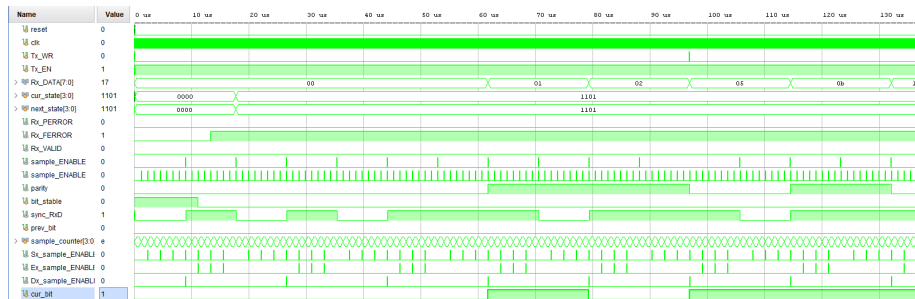 Name Value 0 us 10 us 20 us 30 us 40 us 50 us 60 us 70 us 80 us 90 us 100 us 110 us 120 us 130 us
reset 0
clk 0
Tx_WR 0
Tx_EN 1
> Rx_DATA[7:0] 17 00 01 02 05 0b
> cur_state[3:0] 1101 0000 1101
> next_state[3:0] 1101 0000 1101
Rx_PERROR 0
Rx_FERROR 1
Rx_VALID 0
sample_ENABLE 0
sample_ENABLE 0
parity 0
bit_stable 0
sync_RxD 1
prev_bit 0
> sample_counter[3:0 e
Sx_sample_ENABLI 0
Ex_sample_ENABLI 0
Dx_sample_ENABLI 0
cur_bit 1